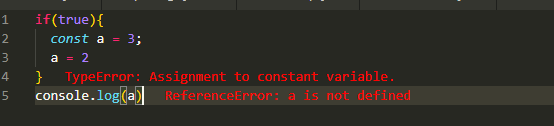 1 if(true){
2 const a = 3;
3 a = 2
4 } TypeError: Assignment to constant variable.
5 console.log(a) ReferenceError: a is not defined